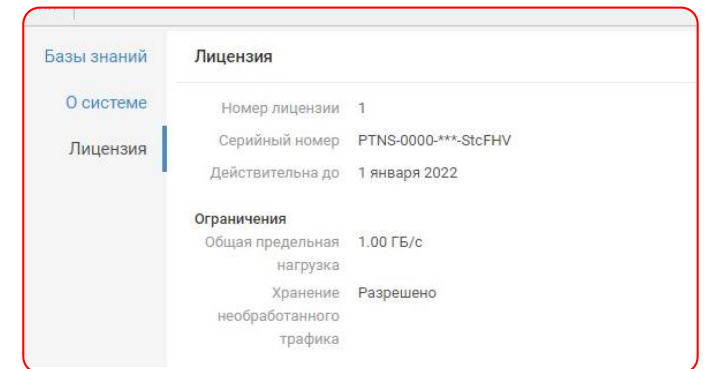 Базы знаний
О системе
Лицензия
Лицензия
Номер лицензии 1
Серийный номер PTNS-0000-***-StcFHV
Действительна до 1 января 2022
Ограничения
Общая предельная 1.00 ГБ/с
нагрузка
Хранение Разрешено
необработанного
трафика